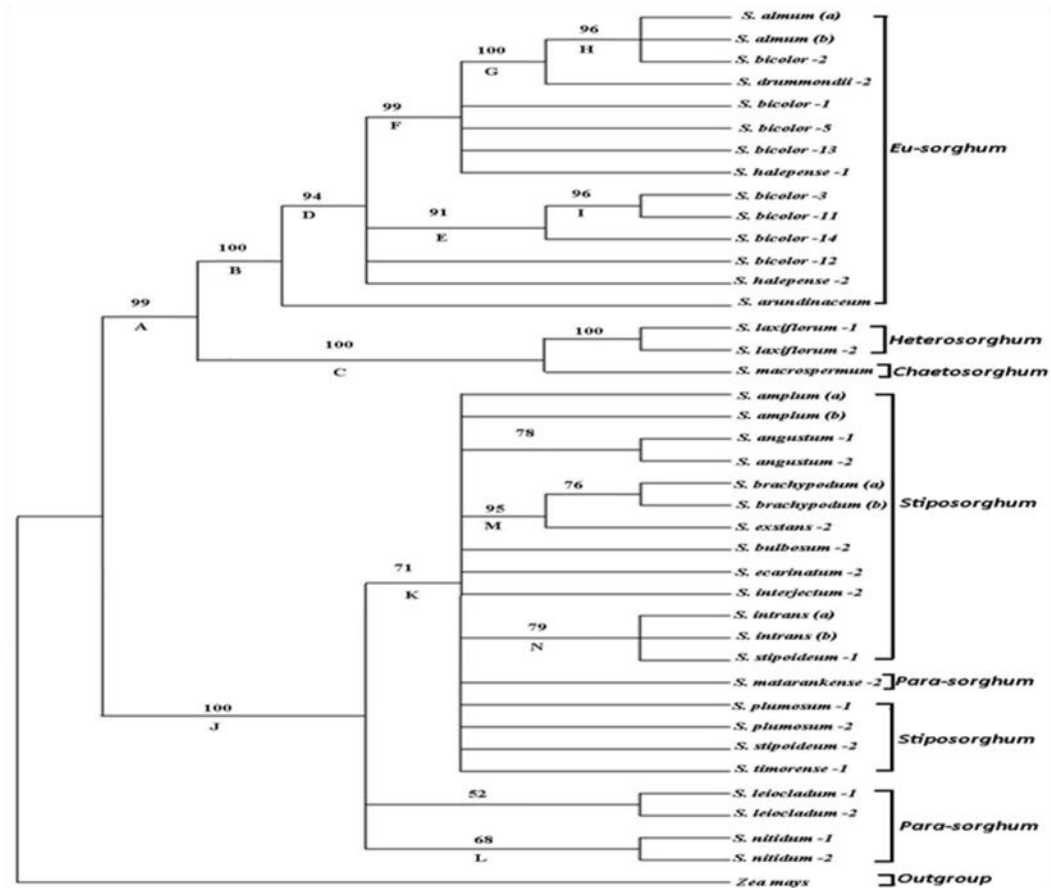 S. almum (a)
96
S. almum (b)
H
100
S. bicolor -2
G
S. drummondii -2
99
S. bicolor -1
F
S. bicolor -5
S. bicolor -13
Eu-sorghum
S. halepense -1
94
96
S. bicolor -3
D
91
I
S. bicolor -11
E
S. bicolor -14
100
B
S. bicolor -12
S. halepense -2
99
S. arundinaceum
A
100
S. laxiflorum -1
Heterosorghum
100
S. laxiflorum -2
C
S. macrospermum
Chaetosorghum
S. amplum (a)
S. amplum (b)
78
S. angustum -1
S. angustum -2
76
S. brachypodum (a)
95
S. brachypodum (b)
Stiposorghum
M
S. exstans -2
S. bulbosum -2
71
S. ecarinatum -2
K
S. interjectum -2
S. intrans (a)
79
S. intrans (b)
N
S. stipoideum -1
S. matarankense -2
Para-sorghum
100
S. plumosum -1
J
S. plumosum -2
Stiposorghum
S. stipoideum -2
S. timorense -1
52
S. leiocladum -1
S. leiocladum -2
Para-sorghum
68
S. nitidum -1
L
S. nitidum -2
Zea mays
Outgroup